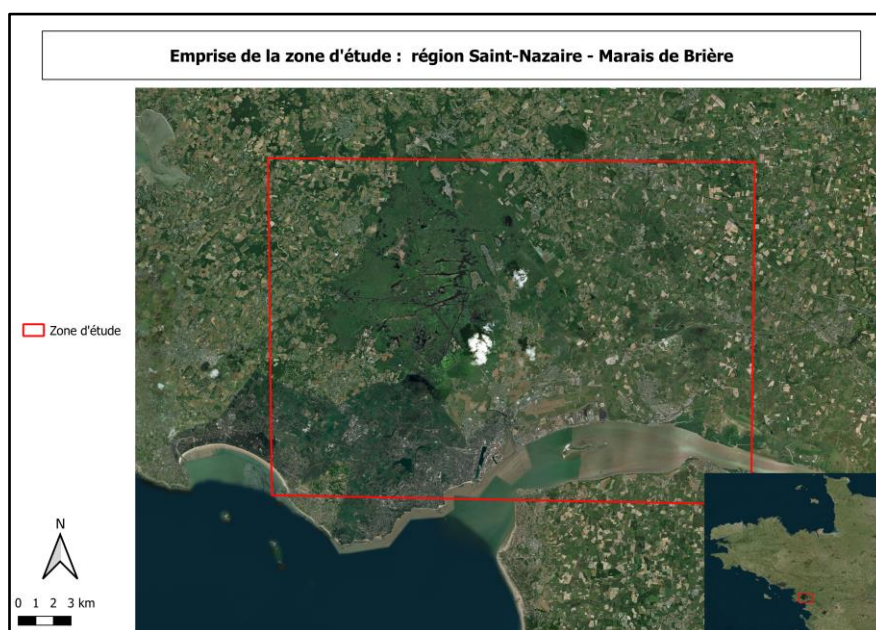 Emprise de la zone d'étude : région Saint-Nazaire - Marais de Brière
Zone d'étude
N
0 1 2 3 km